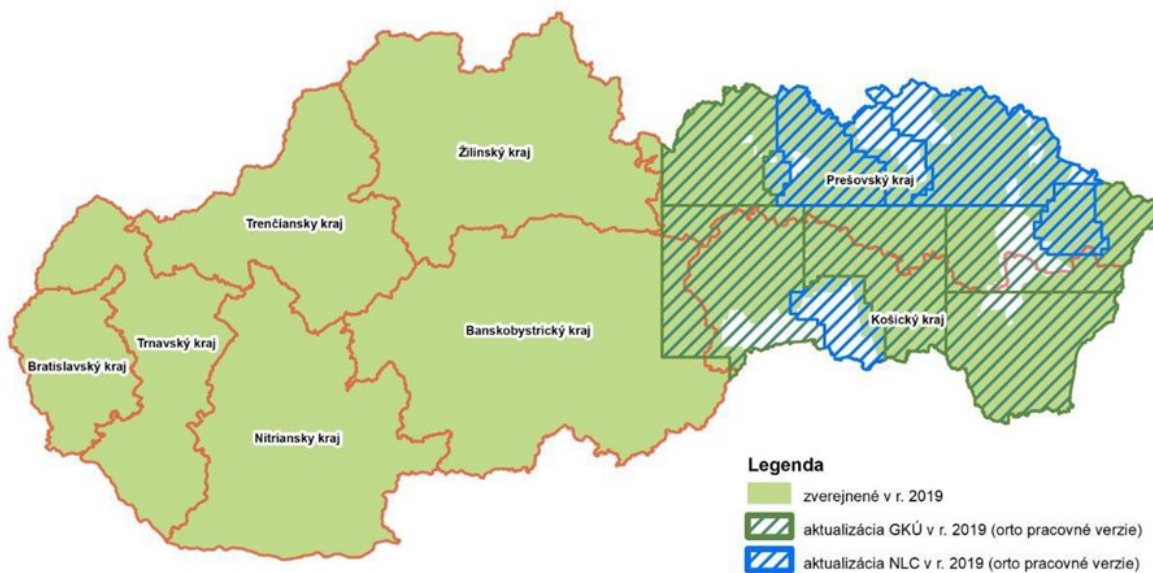 Žilinský kraj
Prešovský kraj
Trenčiansky kraj
Košický kraj
Banskobystrický kraj
Trnavský kraj
Bratislavský kraj
Nitriansky kraj
Legenda
zverejnené v r. 2019
aktualizácia GKÚ v r. 2019 (orto pracovné verzie)
aktualizácia NLC v r. 2019 (orto pracovné verzie)